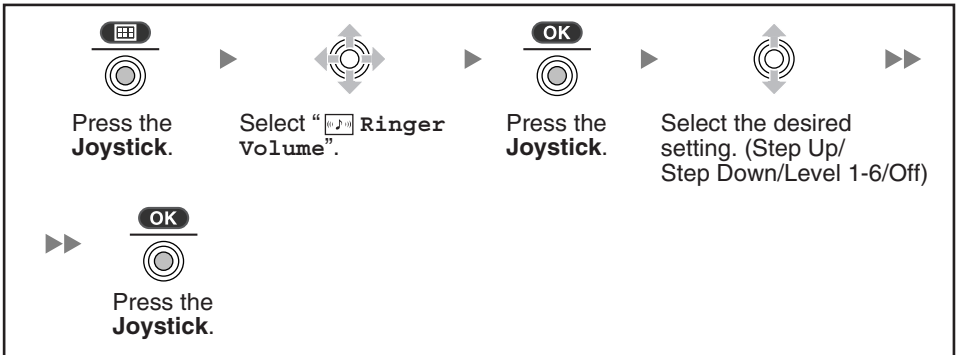 OK
OK
Press the
Joystick.
Select “ Ringer
Volume”.
Press the
Joystick.
Select the desired
setting. (Step Up/
Step Down/Level 1-6/Off)
Press the
Joystick.